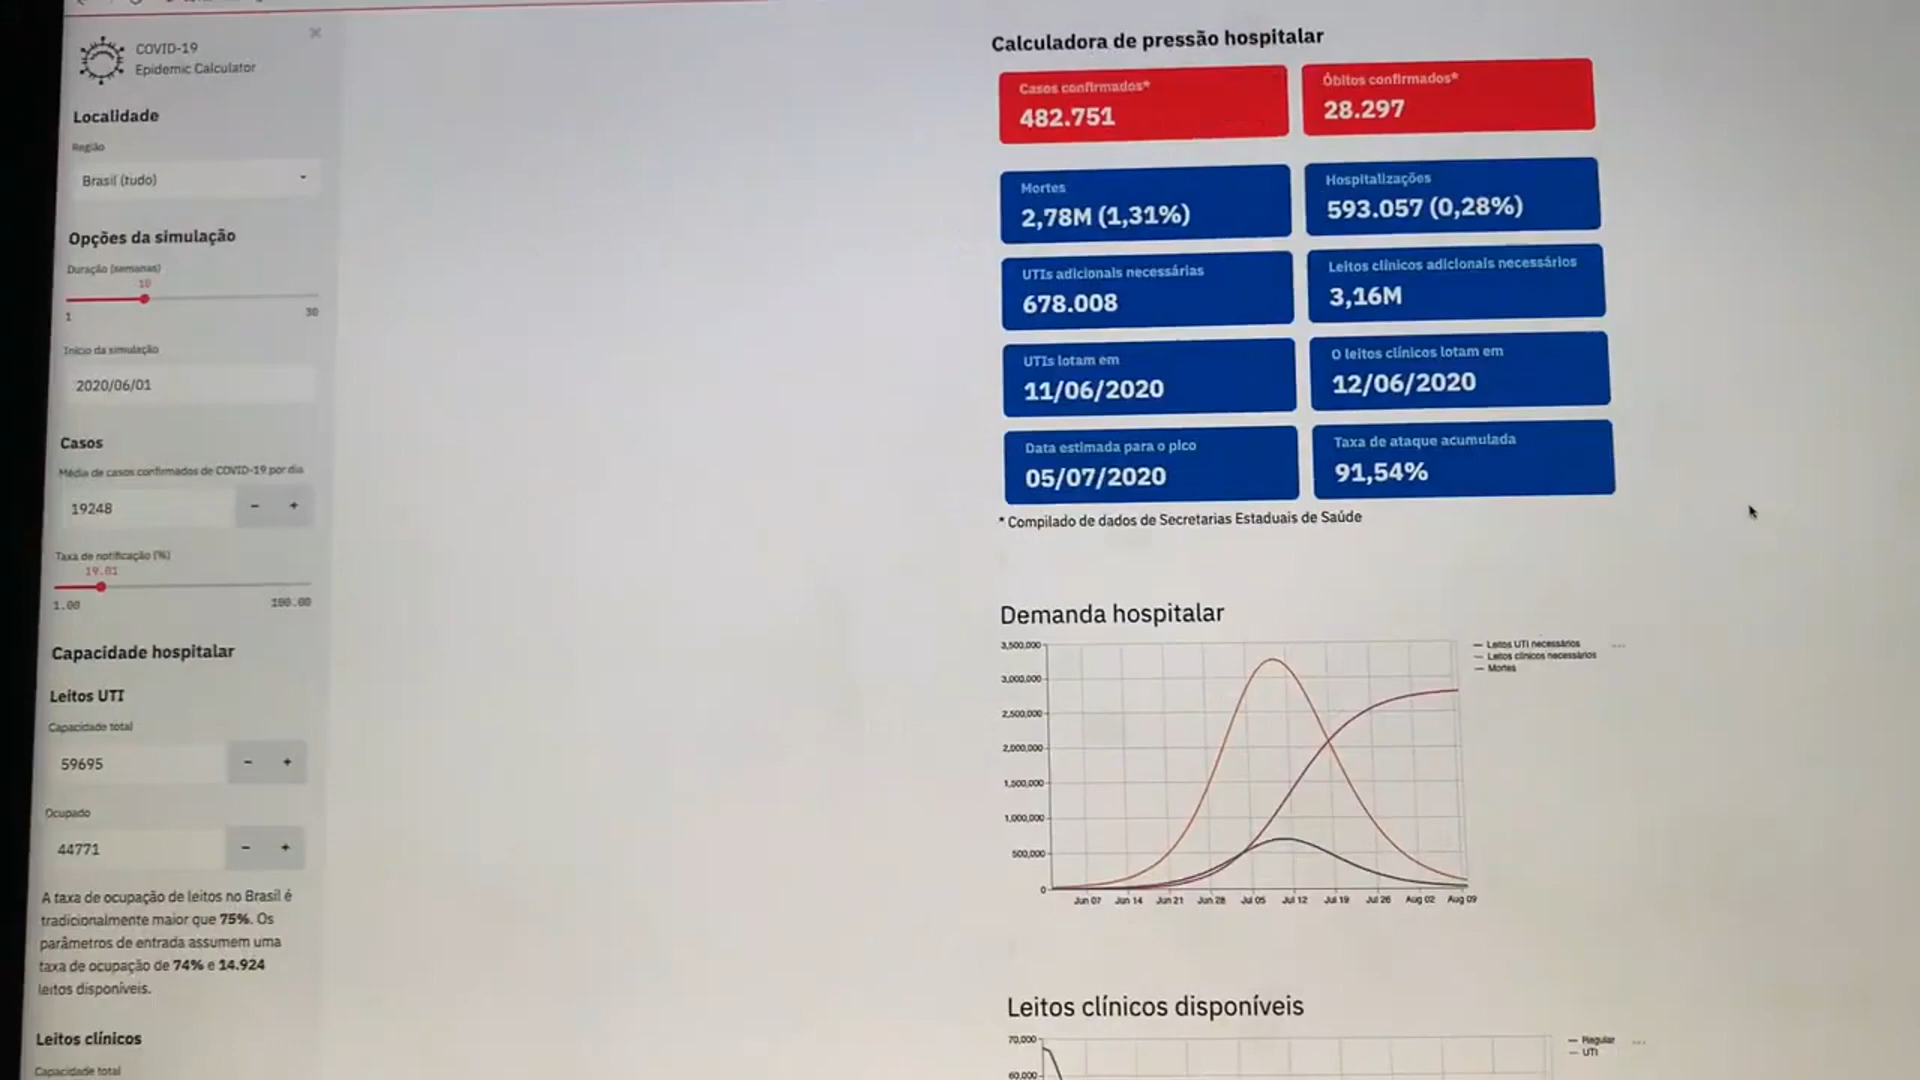 COVID-19
Epidemic Calculator
Localidade
Região
Brasil (tudo)
Opções da simulação
Duração (semanas)
10
1
30
Início da simulação
2020/06/01
Casos
Média de casos confirmados de COVID-19 por dia
19248
Taxa de notificação (%)
19.01
1.00
100.00
Capacidade hospitalar
Leitos UTI
Capacidade total
59695
Ocupado
44771
A taxa de ocupação de leitos no Brasil é
tradicionalmente maior que 75%. Os
parâmetros de entrada assumem uma
taxa de ocupação de 74% e 14.924
leitos disponíveis.
Leitos clínicos
Capacidade total
Calculadora de pressão hospitalar
Casos confirmados*
482.751
Óbitos confirmados*
28.297
Mortes
2,78M (1,31%)
Hospitalizações
593.057 (0,28%)
UTIs adicionais necessárias
678.008
Leitos clínicos adicionais necessários
3,16M
UTIs lotam em
11/06/2020
O leitos clínicos lotam em
12/06/2020
Data estimada para o pico
05/07/2020
Taxa de ataque acumulada
91,54%
* Compilado de dados de Secretarias Estaduais de Saúde
Demanda hospitalar
3,500,000
3,000,000
2,500,000
2,000,000
1,500,000
1,000,000
500,000
0
Jun 07 Jun 14 Jun 21 Jun 28 Jul 05 Jul 12 Jul 19 Jul 26 Aug 02 Aug 09
Leitos UTI necessários
Leitos clínicos necessários
Mortes
Leitos clínicos disponíveis
70,000
60,000
Regular
UTI